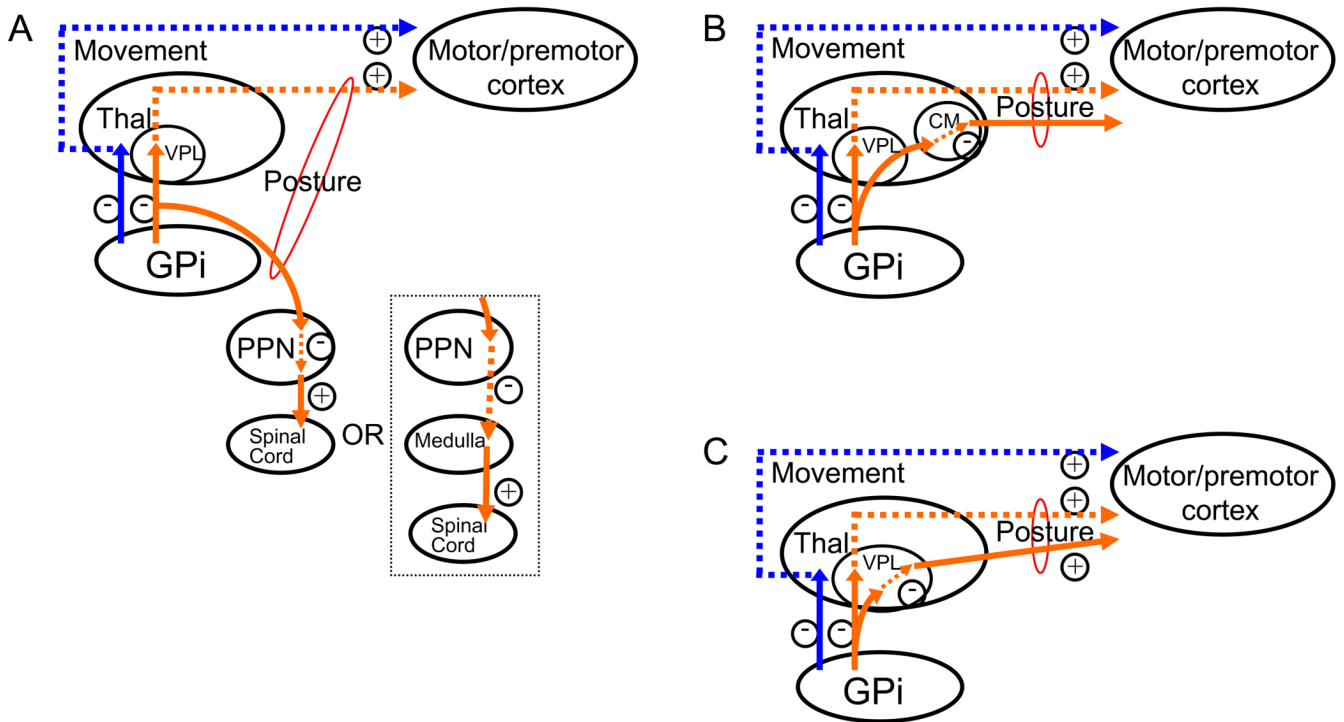 A
Movement
+
+
Motor/premotor
cortex
Thal
VPL
Posture
-
-
GPi
PPN
-
+
Spinal
Cord
OR
PPN
-
Medulla
+
Spinal
Cord
B
Movement
+
+
Motor/premotor
cortex
Thal
VPL
CM
-
Posture
-
-
GPi
C
Movement
+
+
Motor/premotor
cortex
Thal
VPL
-
Posture
+
-
-
GPi